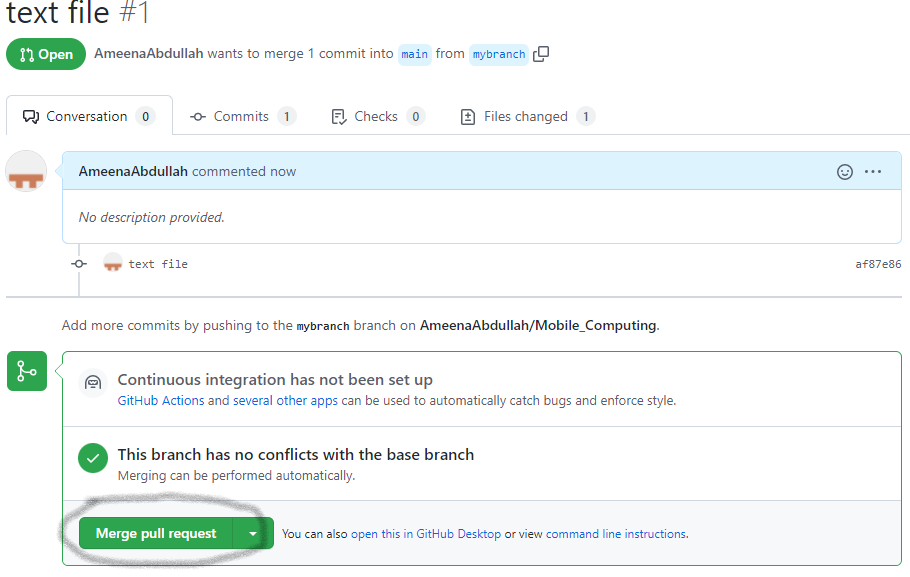 text file #1
Open AmeenaAbdullah wants to merge 1 commit into main from mybranch
Conversation 0 Commits 1 Checks 0 Files changed 1
AmeenaAbdullah commented now
No description provided.
text file af87e86
Add more commits by pushing to the mybranch branch on AmeenaAbdullah/Mobile_Computing.
Continuous integration has not been set up
GitHub Actions and several other apps can be used to automatically catch bugs and enforce style.
This branch has no conflicts with the base branch
Merging can be performed automatically.
Merge pull request You can also open this in GitHub Desktop or view command line instructions.